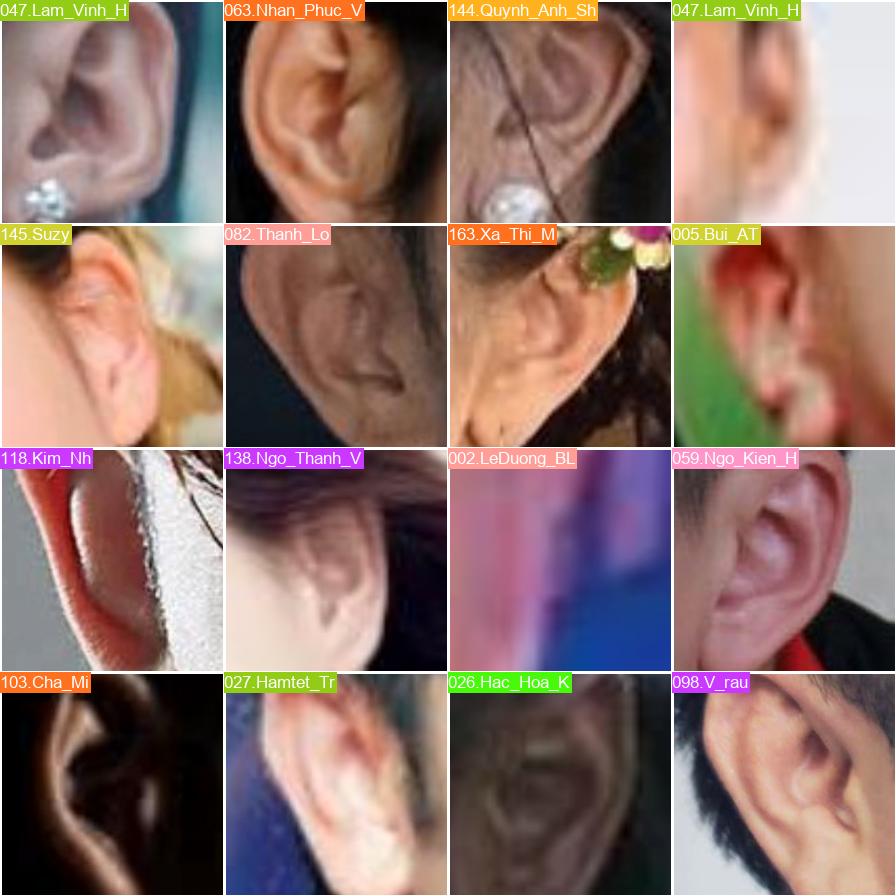 047.Lam_Vinh_H
063.Nhan_Phuc_V
144.Quynh_Anh_Sh
047.Lam_Vinh_H
145.Suzy
082.Thanh_Lo
163.Xa_Thi_M
005.Bui_AT
118.Kim_Nh
138.Ngo_Thanh_V
002.LeDuong_BL
059.Ngo_Kien_H
103.Cha_Mi
027.Hamtet_Tr
026.Hac_Hoa_K
098.V_rau